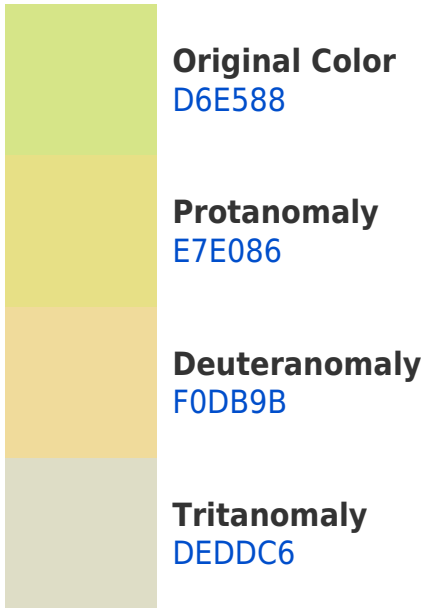 Original Color
D6E588
Protanomaly
E7E086
Deuteranomaly
F0DB9B
Tritanomaly
DEDDC6